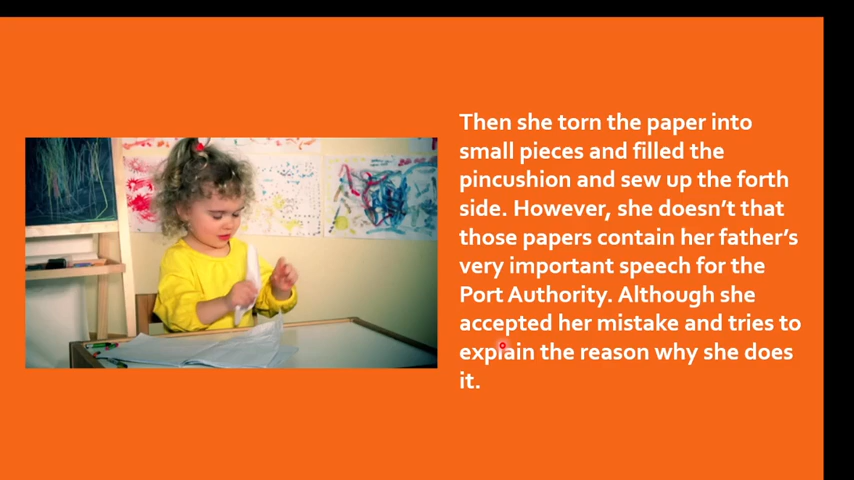 Then she torn the paper into
small pieces and filled the
pincushion and sew up the forth
side. However, she doesn’t that
those papers contain her father’s
very important speech for the
Port Authority. Although she
accepted her mistake and tries to
explain the reason why she does
it.